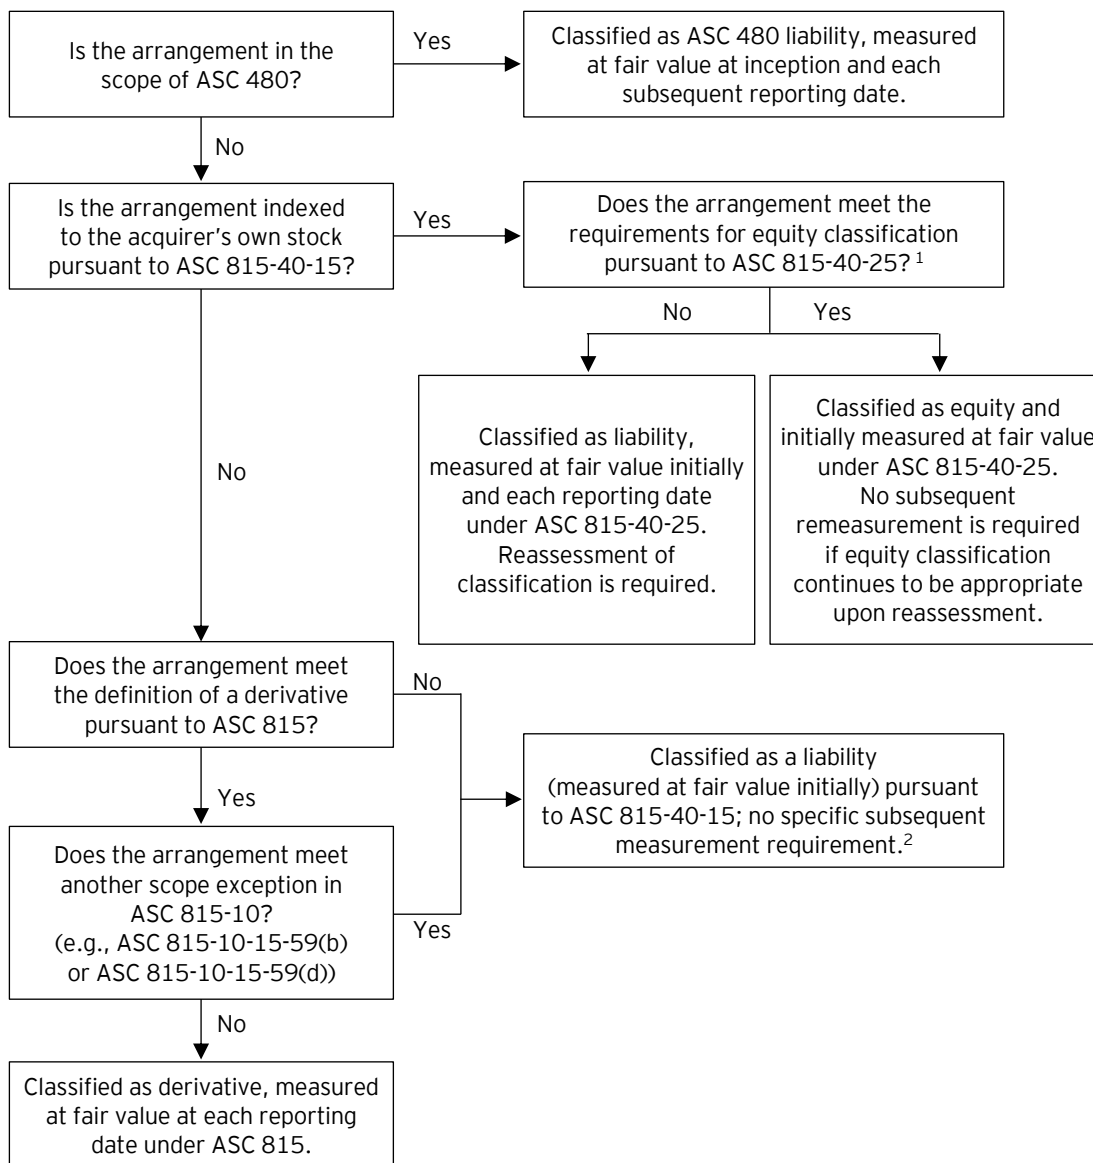 Is the arrangement in the
scope of ASC 480?
Yes
Classified as ASC 480 liability, measured
at fair value at inception and each
subsequent reporting date.
No
Is the arrangement indexed
to the acquirer's own stock
pursuant to ASC 815-40-15?
Yes
Does the arrangement meet the
requirements for equity classification
pursuant to ASC 815-40-25? 1
No
Yes
Classified as liability,
measured at fair value initially
and each reporting date
under ASC 815-40-25.
Reassessment of
classification is required.
Classified as equity and
initially measured at fair value
under ASC 815-40-25.
No subsequent
remeasurement is required
if equity classification
continues to be appropriate
upon reassessment.
No
Does the arrangement meet
the definition of a derivative
pursuant to ASC 815?
No
Classified as a liability
(measured at fair value initially) pursuant
to ASC 815-40-15; no specific subsequent
measurement requirement.2
Yes
Does the arrangement meet
another scope exception in
ASC 815-10?
(e.g., ASC 815-10-15-59(b)
or ASC 815-10-15-59(d))
Yes
No
Classified as derivative, measured
at fair value at each reporting
date under ASC 815.